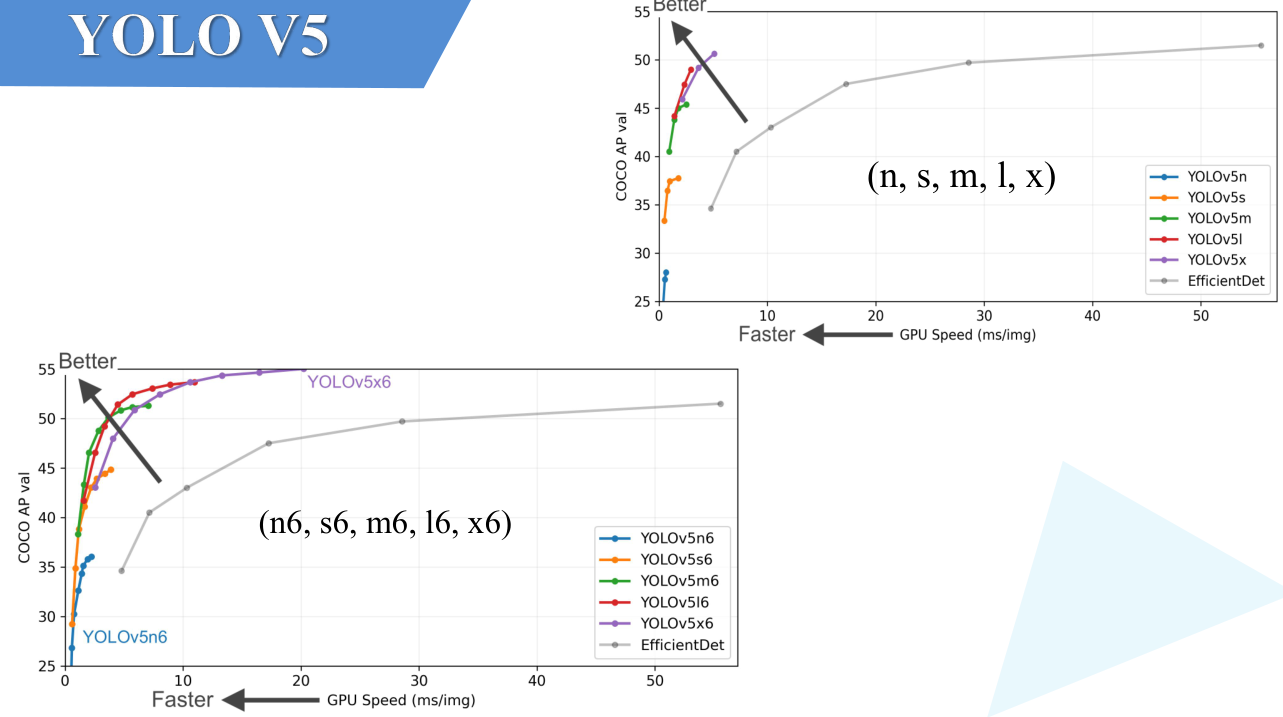 YOLO V5
Better
55
50
45
40
35
30
25
COCO AP val
(n, s, m, l, x)
YOLOv5n
YOLOv5s
YOLOv5m
YOLOv5l
YOLOv5x
EfficientDet
0 10 20 30 40 50
Faster GPU Speed (ms/img)
Better
55
50
45
40
35
30
25
COCO AP val
YOLOv5x6
(n6, s6, m6, l6, x6)
YOLOv5n6
YOLOv5n6
YOLOv5s6
YOLOv5m6
YOLOv5l6
YOLOv5x6
EfficientDet
0 10 20 30 40 50
Faster GPU Speed (ms/img)